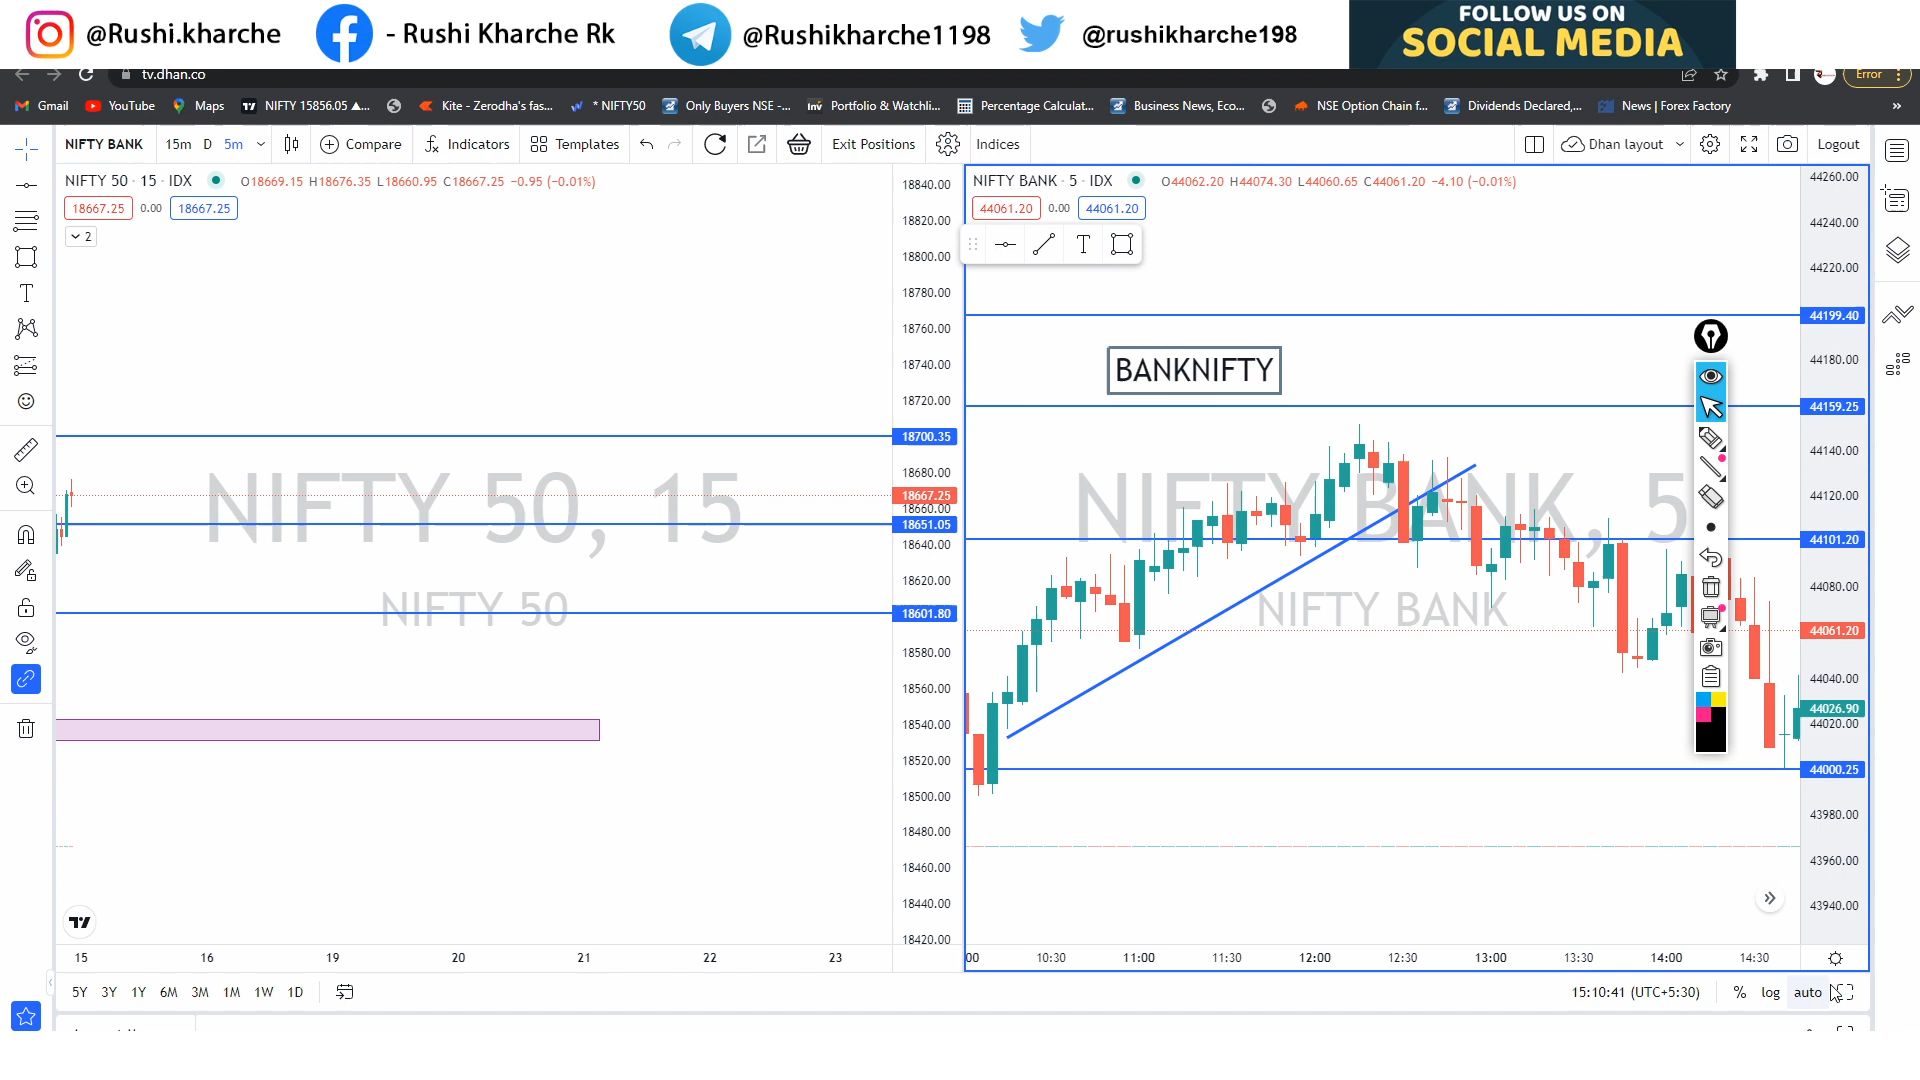 @Rushi.kharche - Rushi Kharche Rk @Rushikharche1198 @rushikharche198 FOLLOW US ON
SOCIAL MEDIA
tv.dhan.co Error
Gmail YouTube Maps NIFTY 15856.05 ▲... Kite - Zerodha's fas... * NIFTY50 Only Buyers NSE -... Portfolio & Watchli... Percentage Calculat... Business News, Eco... NSE Option Chain f... Dividends Declared,... News | Forex Factory »
NIFTY BANK 15m D 5m Compare Indicators Templates Exit Positions Indices Dhan layout Logout
NIFTY 50 · 15 · IDX O18669.15 H18676.35 L18660.95 C18667.25 −0.95 (−0.01%)
18667.25 0.00 18667.25
2
18840.00
18820.00
18800.00
18780.00
18760.00
18740.00
18720.00
18700.35
18680.00
18667.25
18660.00
18651.05
18640.00
18620.00
18601.80
18580.00
18560.00
18540.00
18520.00
18500.00
18480.00
18460.00
18440.00
18420.00
NIFTY 50, 15
NIFTY 50
15 16 19 20 21 22 23
NIFTY BANK · 5 · IDX O44062.20 H44074.30 L44060.65 C44061.20 −4.10 (−0.01%)
44061.20 0.00 44061.20
BANKNIFTY
NIFTY BANK, 5
NIFTY BANK
44260.00
44240.00
44220.00
44199.40
44180.00
44159.25
44140.00
44120.00
44101.20
44080.00
44061.20
44040.00
44026.90
44020.00
44000.25
43980.00
43960.00
43940.00
00 10:30 11:00 11:30 12:00 12:30 13:00 13:30 14:00 14:30
5Y 3Y 1Y 6M 3M 1M 1W 1D 15:10:41 (UTC+5:30) % log auto